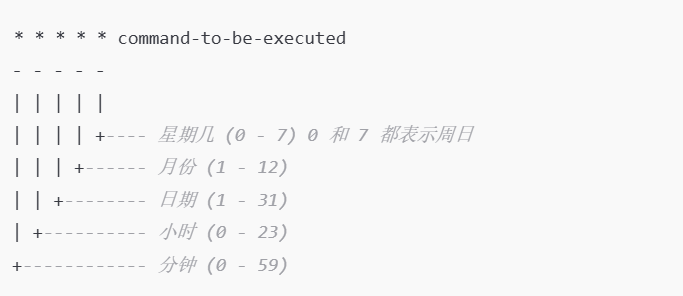 * * * * * command-to-be-executed
- - - - -
| | | | |
| | | | +---- 星期几 (0 - 7) 0 和 7 都表示周日
| | | +------ 月份 (1 - 12)
| | +-------- 日期 (1 - 31)
| +---------- 小时 (0 - 23)
+------------ 分钟 (0 - 59)